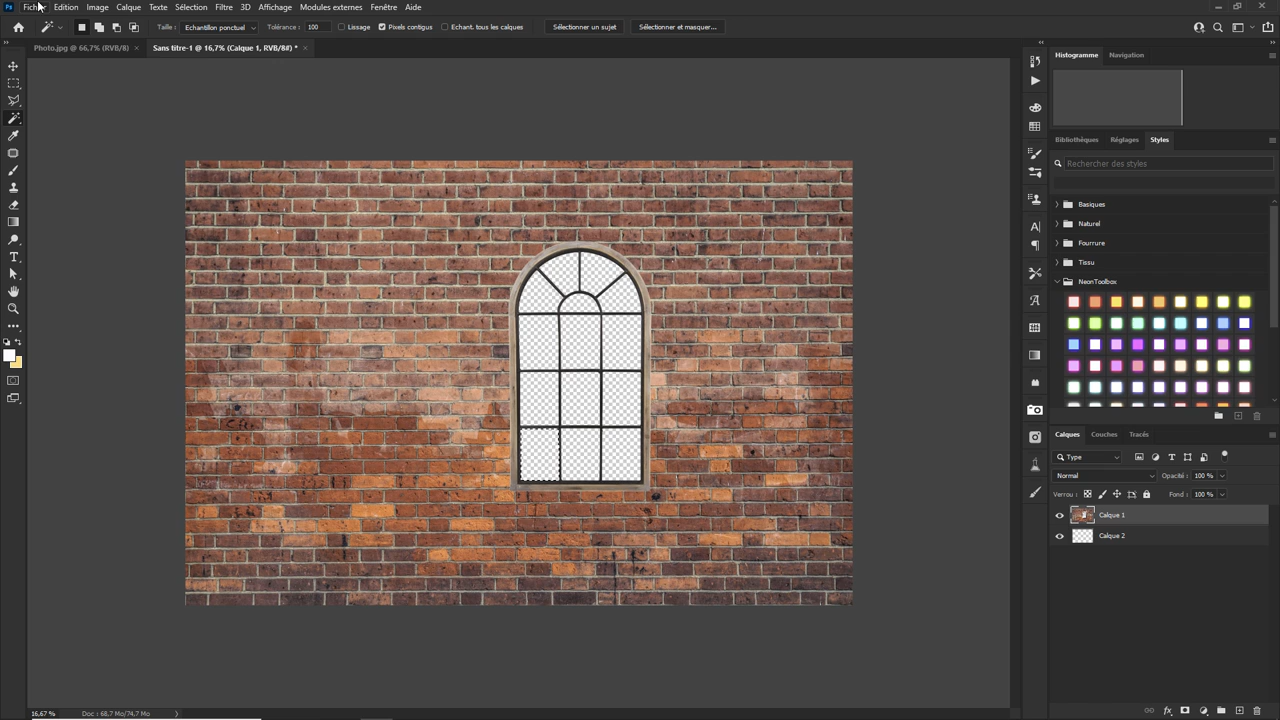 Ps Fichier Edition Image Calque Texte Sélection Filtre 3D Affichage Modules externes Fenêtre Aide
Taille : Echantillon ponctuel Tolérance : 100 Lissage Pixels contigus Echant. tous les calques Sélectionner un sujet Sélectionner et masquer...
Photo.jpg @ 66,7% (RVB/8) × Sans titre-1 @ 16,7% (Calque 1, RVB/8#) * ×
Histogramme Navigation
Bibliothèques Réglages Styles
Rechercher des styles
Basiques
Naturel
Fourrure
Tissu
NeonToolbox
Calques Couches Tracés
Type
Normal Opacité : 100 %
Verrou : Fond : 100 %
Calque 1
Calque 2
16,67 % Doc : 68,7 Mo/74,7 Mo